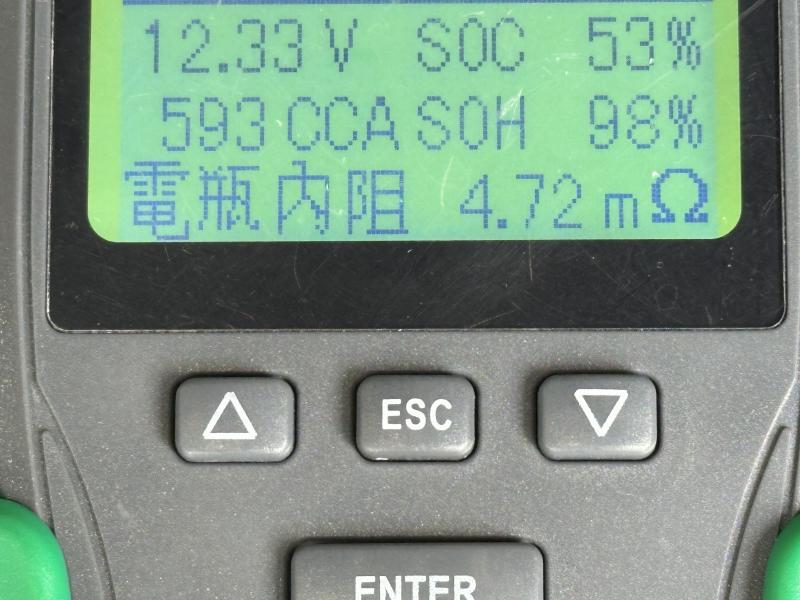 12.33 V SOC 53%
593 CCA SOH 98%
電瓶內阻 4.72 mΩ
ESC
ENTER